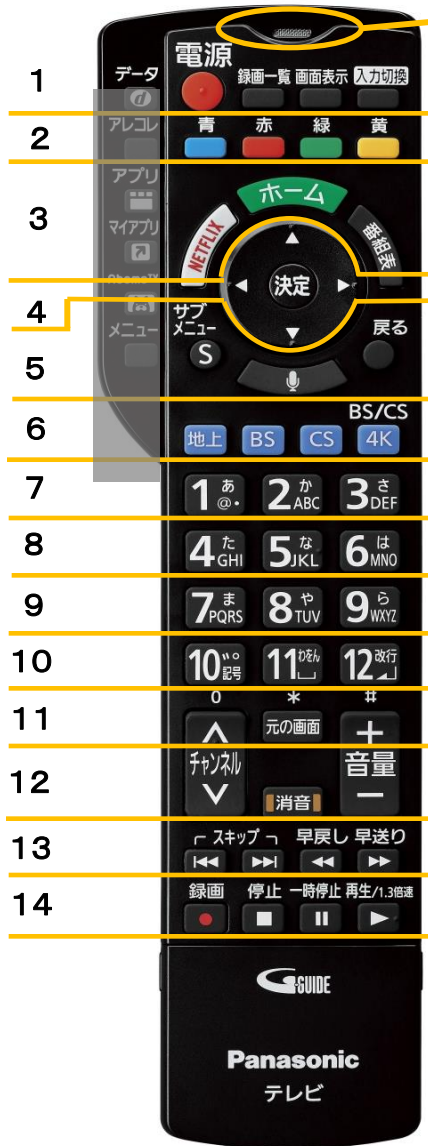 電源
データ
録画一覧 画面表示 入力切換
1
d
アレコレ
青 赤 緑 黄
2
アプリ
ホーム
3
マイアプリ
NETFLIX
番組表
決定
AbemaTV
4
サブ
メニュー
戻る
メニュー
S
5
BS/CS
6
地上 BS CS 4K
7
1 あ @. 2 か ABC 3 さ DEF
8
4 た GHI 5 な JKL 6 は MNO
9
7 ま PQRS 8 や TUV 9 ら WXYZ
10
10 ゛゜ 記号 11 わをん 12 改行
0 * #
11
元の画面
＋
チャンネル
音量
12
消音
－
スキップ 早戻し 早送り
13
録画 停止 一時停止 再生/1.3倍速
14
G-GUIDE
Panasonic
テレビ